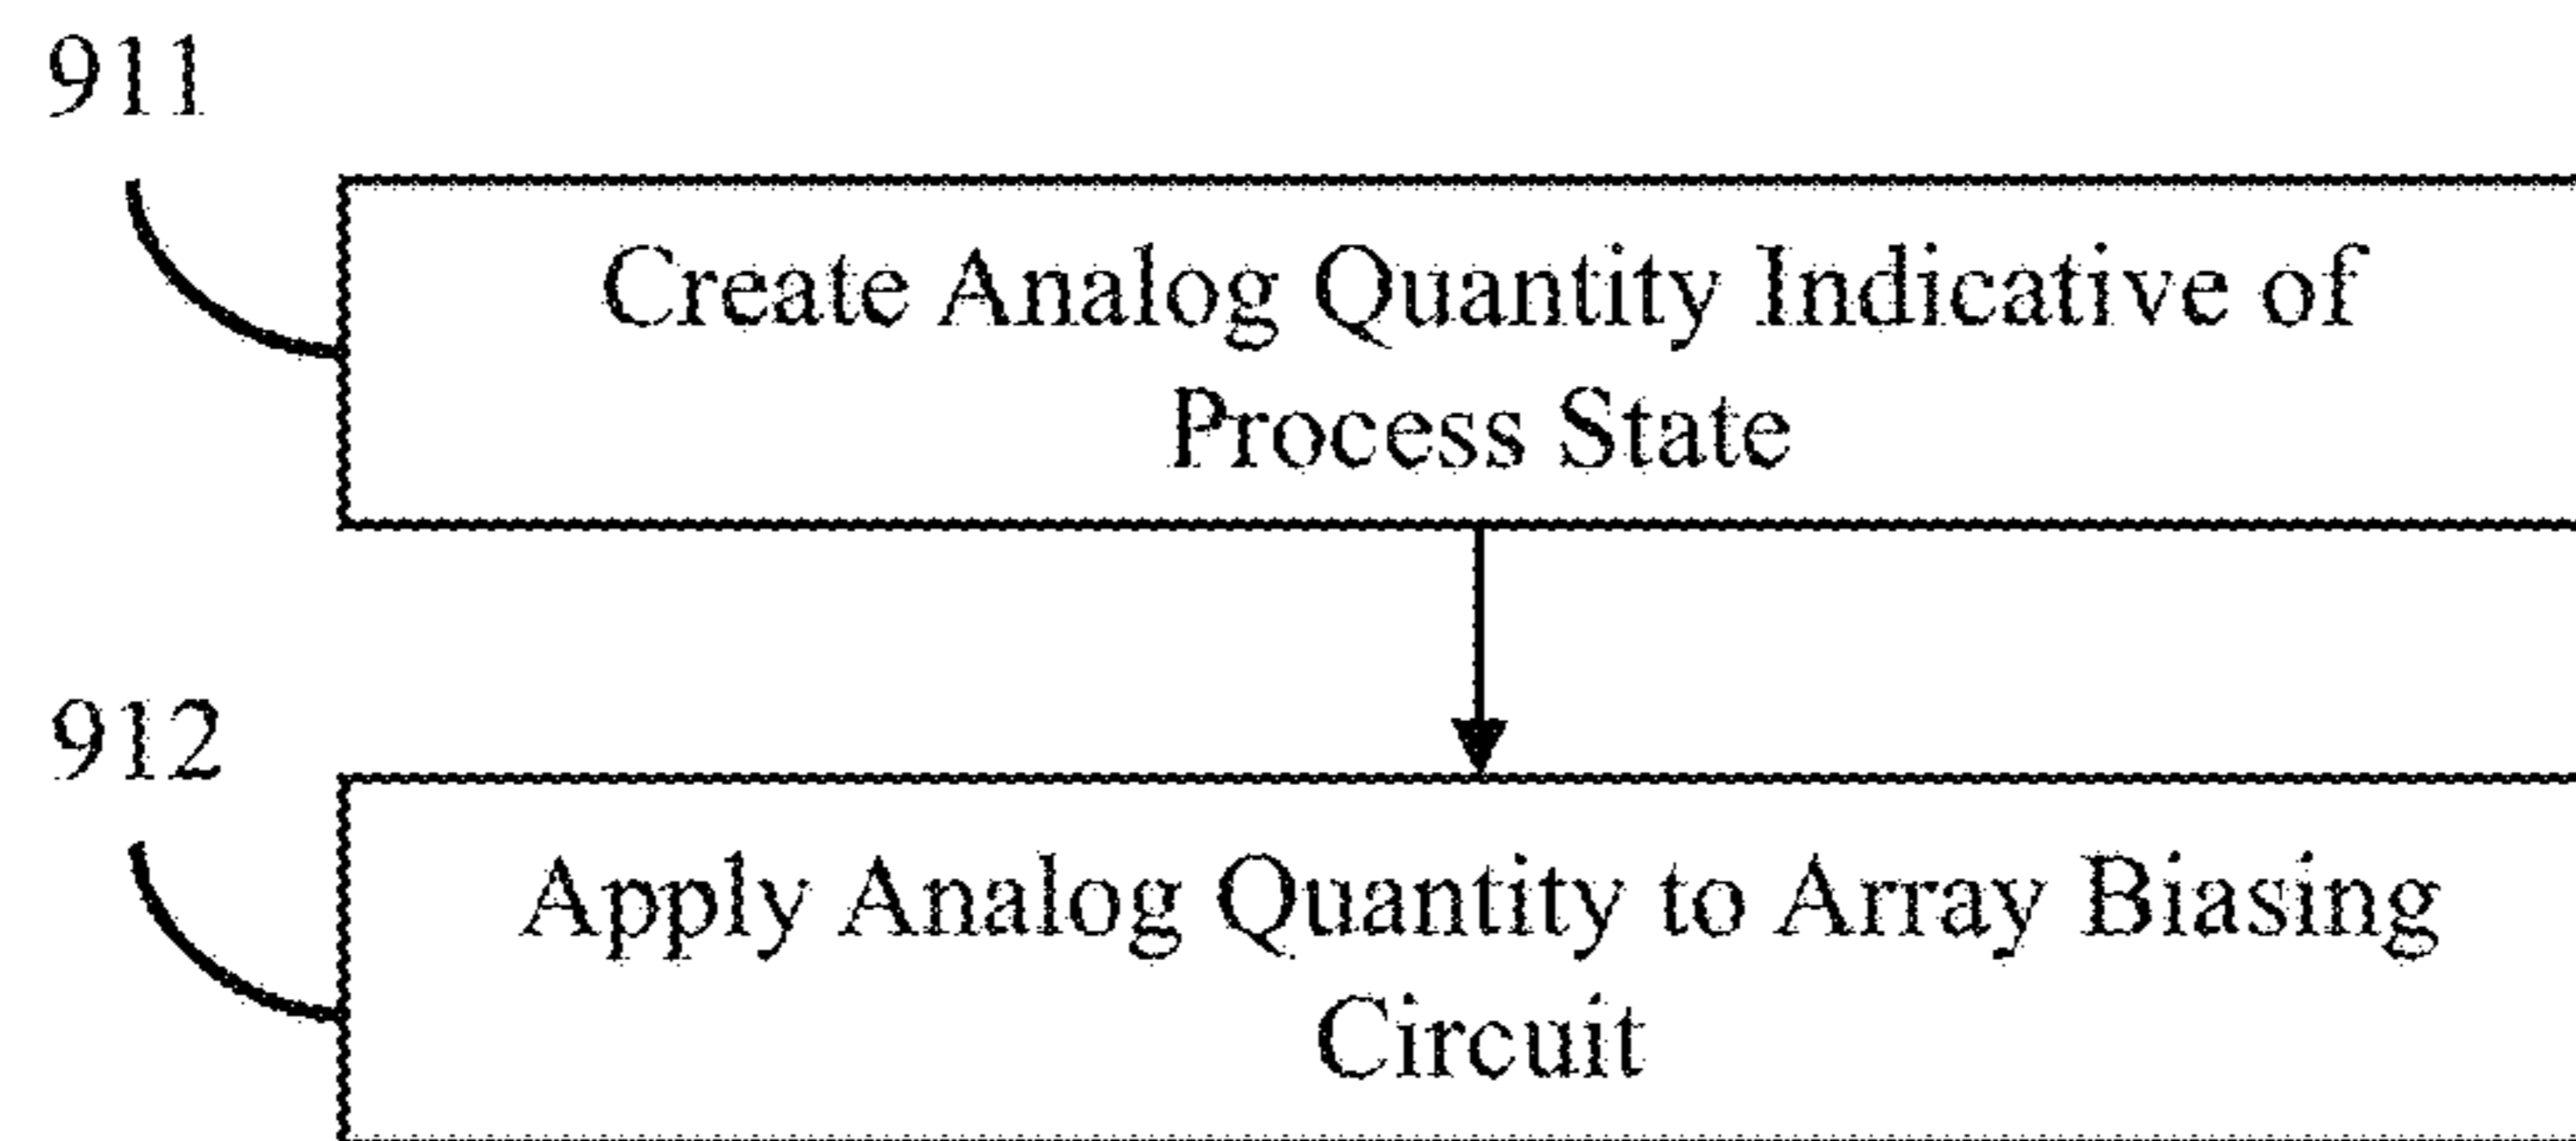 911
Create Analog Quantity Indicative of
Process State
912
Apply Analog Quantity to Array Biasing
Circuit